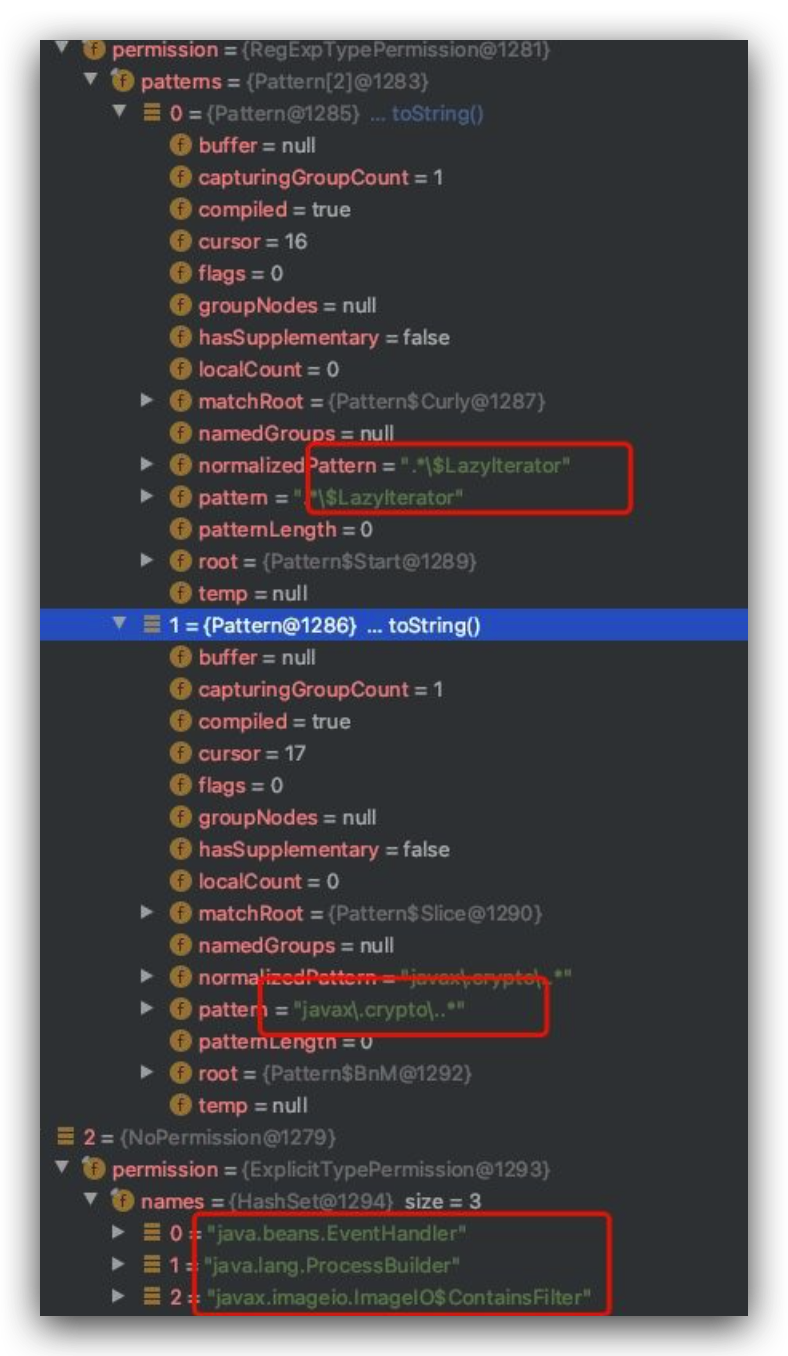 permission = {RegExpTypePermission@1281}
patterns = {Pattern[2]@1283}
0 = {Pattern@1285} ... toString()
buffer = null
capturingGroupCount = 1
compiled = true
cursor = 16
flags = 0
groupNodes = null
hasSupplementary = false
localCount = 0
matchRoot = {Pattern$Curly@1287}
namedGroups = null
normalizedPattern = ".*\$LazyIterator"
pattern = ".*\$LazyIterator"
patternLength = 0
root = {Pattern$Start@1289}
temp = null
1 = {Pattern@1286} ... toString()
buffer = null
capturingGroupCount = 1
compiled = true
cursor = 17
flags = 0
groupNodes = null
hasSupplementary = false
localCount = 0
matchRoot = {Pattern$Slice@1290}
namedGroups = null
normalizedPattern = "javax\.crypto\..*"
pattern = "javax\.crypto\..*"
patternLength = 0
root = {Pattern$BnM@1292}
temp = null
2 = {NoPermission@1279}
permission = {ExplicitTypePermission@1293}
names = {HashSet@1294} size = 3
0 = "java.beans.EventHandler"
1 = "java.lang.ProcessBuilder"
2 = "javax.imageio.ImageIO$ContainsFilter"